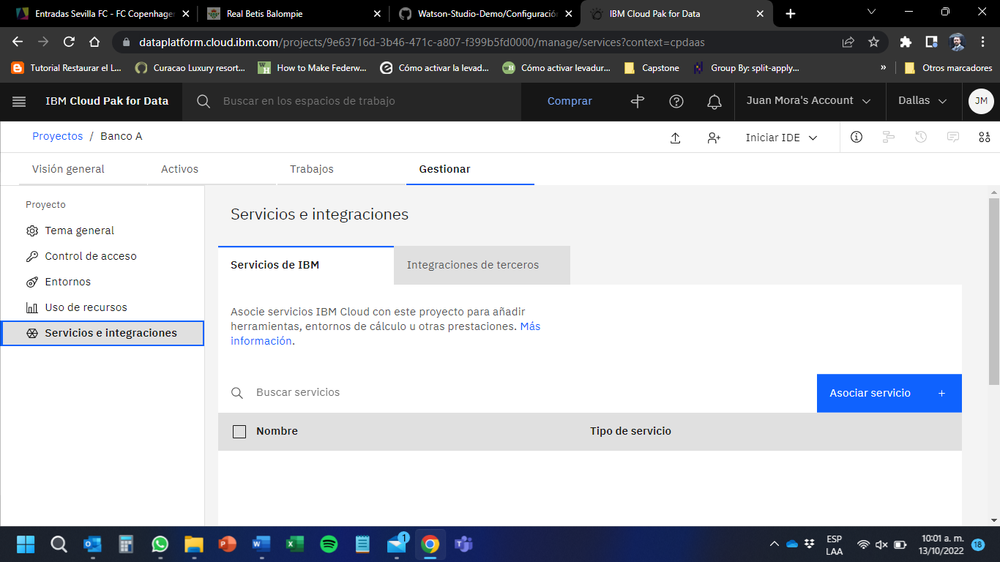 Entradas Sevilla FC - FC Copenhagen
Real Betis Balompie
Watson-Studio-Demo/Configuración
IBM Cloud Pak for Data
dataplatform.cloud.ibm.com/projects/9e63716d-3b46-471c-a807-f399b5fd0000/manage/services?context=cpdaas
Tutorial Restaurar el L...
Curacao Luxury resort...
How to Make Federw...
Cómo activar la levad...
Cómo activar levadur...
Capstone
Group By: split-apply...
»
Otros marcadores
IBM Cloud Pak for Data
Buscar en los espacios de trabajo
Comprar
Juan Mora's Account
Dallas
JM
Proyectos / Banco A
Iniciar IDE
Visión general
Activos
Trabajos
Gestionar
Proyecto
Tema general
Control de acceso
Entornos
Uso de recursos
Servicios e integraciones
Servicios e integraciones
Servicios de IBM
Integraciones de terceros
Asocie servicios IBM Cloud con este proyecto para añadir
herramientas, entornos de cálculo u otras prestaciones. Más
información.
Buscar servicios
Asociar servicio +
Nombre
Tipo de servicio
1
ESP
LAA
10:01 a. m.
13/10/2022
18